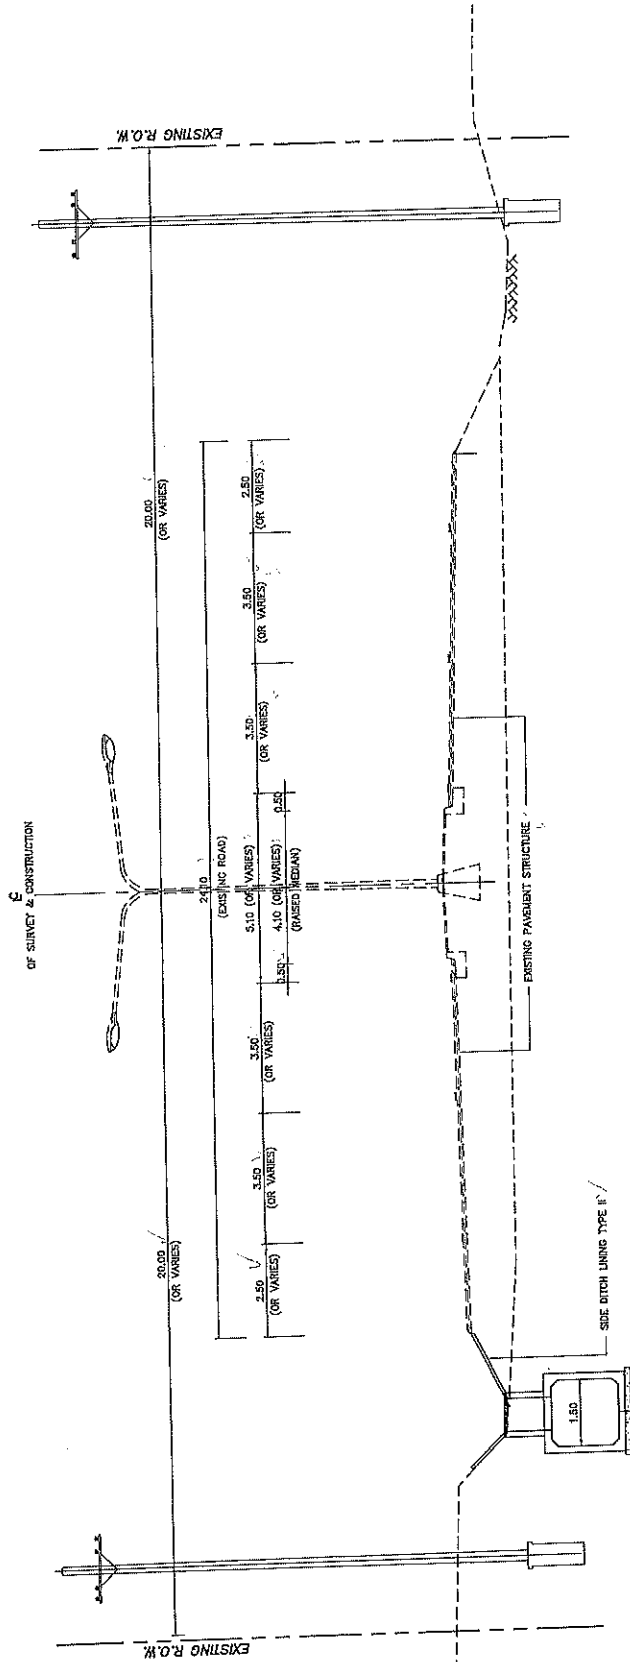 ℄
OF SURVEY & CONSTRUCTION
EXISTING R.O.W.
EXISTING R.O.W.
20.00
(OR VARIES)
20.00
(OR VARIES)
24.10
(EXISTING ROAD)
2.50
(OR VARIES)
3.50
(OR VARIES)
3.50
(OR VARIES)
5.10 (OR VARIES)
0.50
4.10 (OR VARIES)
0.50
(RAISED MEDIAN)
3.50
(OR VARIES)
3.50
(OR VARIES)
2.50
(OR VARIES)
EXISTING PAVEMENT STRUCTURE
SIDE DITCH LINING TYPE II
1.50